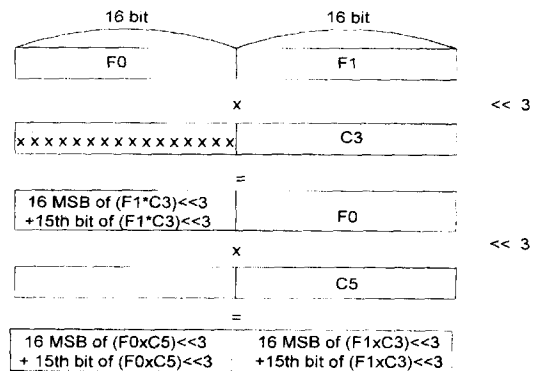 16 bit 16 bit
F0 F1
x << 3
x x x x x x x x x x x x x x x x C3
=
16 MSB of (F1*C3)<<3
+15th bit of (F1*C3)<<3 F0
x << 3
C5
=
16 MSB of (F0xC5)<<3 16 MSB of (F1xC3)<<3
+ 15th bit of (F0xC5)<<3 +15th bit of (F1xC3)<<3